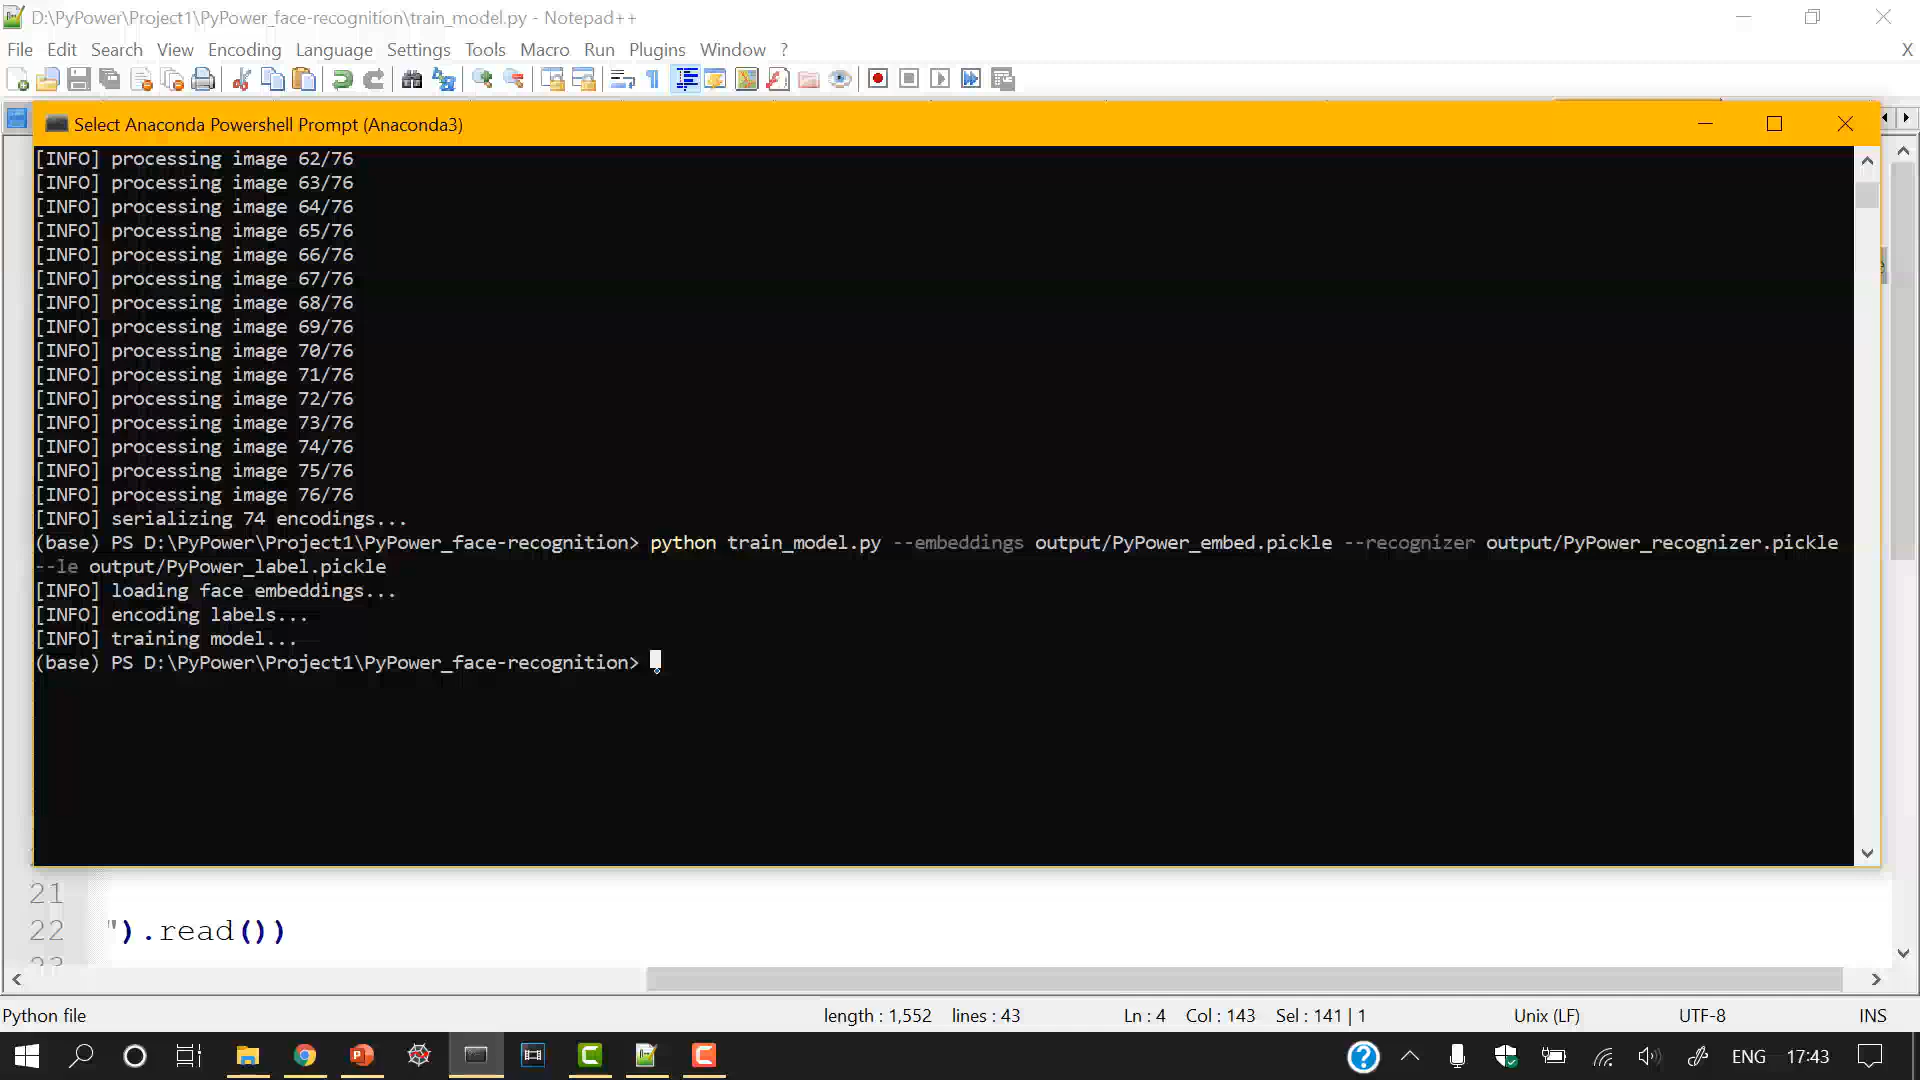 D:\PyPower\Project1\PyPower_face-recognition\train_model.py - Notepad++
File Edit Search View Encoding Language Settings Tools Macro Run Plugins Window ? X
Select Anaconda Powershell Prompt (Anaconda3)
[INFO] processing image 62/76
[INFO] processing image 63/76
[INFO] processing image 64/76
[INFO] processing image 65/76
[INFO] processing image 66/76
[INFO] processing image 67/76
[INFO] processing image 68/76
[INFO] processing image 69/76
[INFO] processing image 70/76
[INFO] processing image 71/76
[INFO] processing image 72/76
[INFO] processing image 73/76
[INFO] processing image 74/76
[INFO] processing image 75/76
[INFO] processing image 76/76
[INFO] serializing 74 encodings...
(base) PS D:\PyPower\Project1\PyPower_face-recognition> python train_model.py --embeddings output/PyPower_embed.pickle --recognizer output/PyPower_recognizer.pickle
--le output/PyPower_label.pickle
[INFO] loading face embeddings...
[INFO] encoding labels...
[INFO] training model...
(base) PS D:\PyPower\Project1\PyPower_face-recognition>
21
22 ").read())
Python file length : 1,552 lines : 43 Ln : 4 Col : 143 Sel : 141 | 1 Unix (LF) UTF-8 INS
ENG 17:43